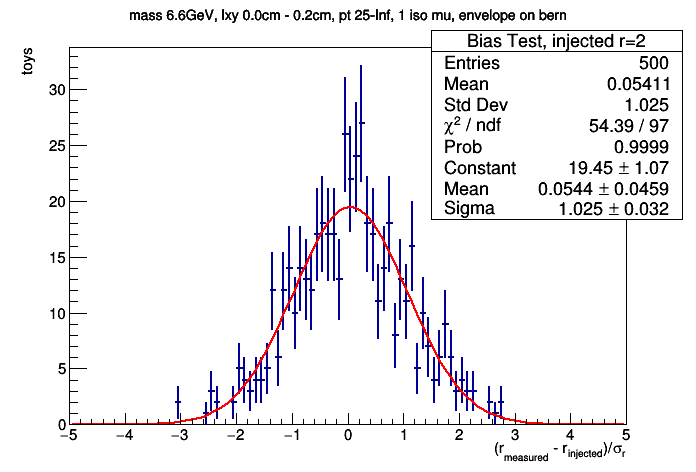 mass 6.6GeV, lxy 0.0cm - 0.2cm, pt 25-Inf, 1 iso mu, envelope on bern
Bias Test, injected r=2
Entries 500
Mean 0.05411
Std Dev 1.025
χ² / ndf 54.39 / 97
Prob 0.9999
Constant 19.45 ± 1.07
Mean 0.0544 ± 0.0459
Sigma 1.025 ± 0.032
toys
30
25
20
15
10
5
0
−5 −4 −3 −2 −1 0 1 2 3 4 5
(r_measured - r_injected)/σ_r